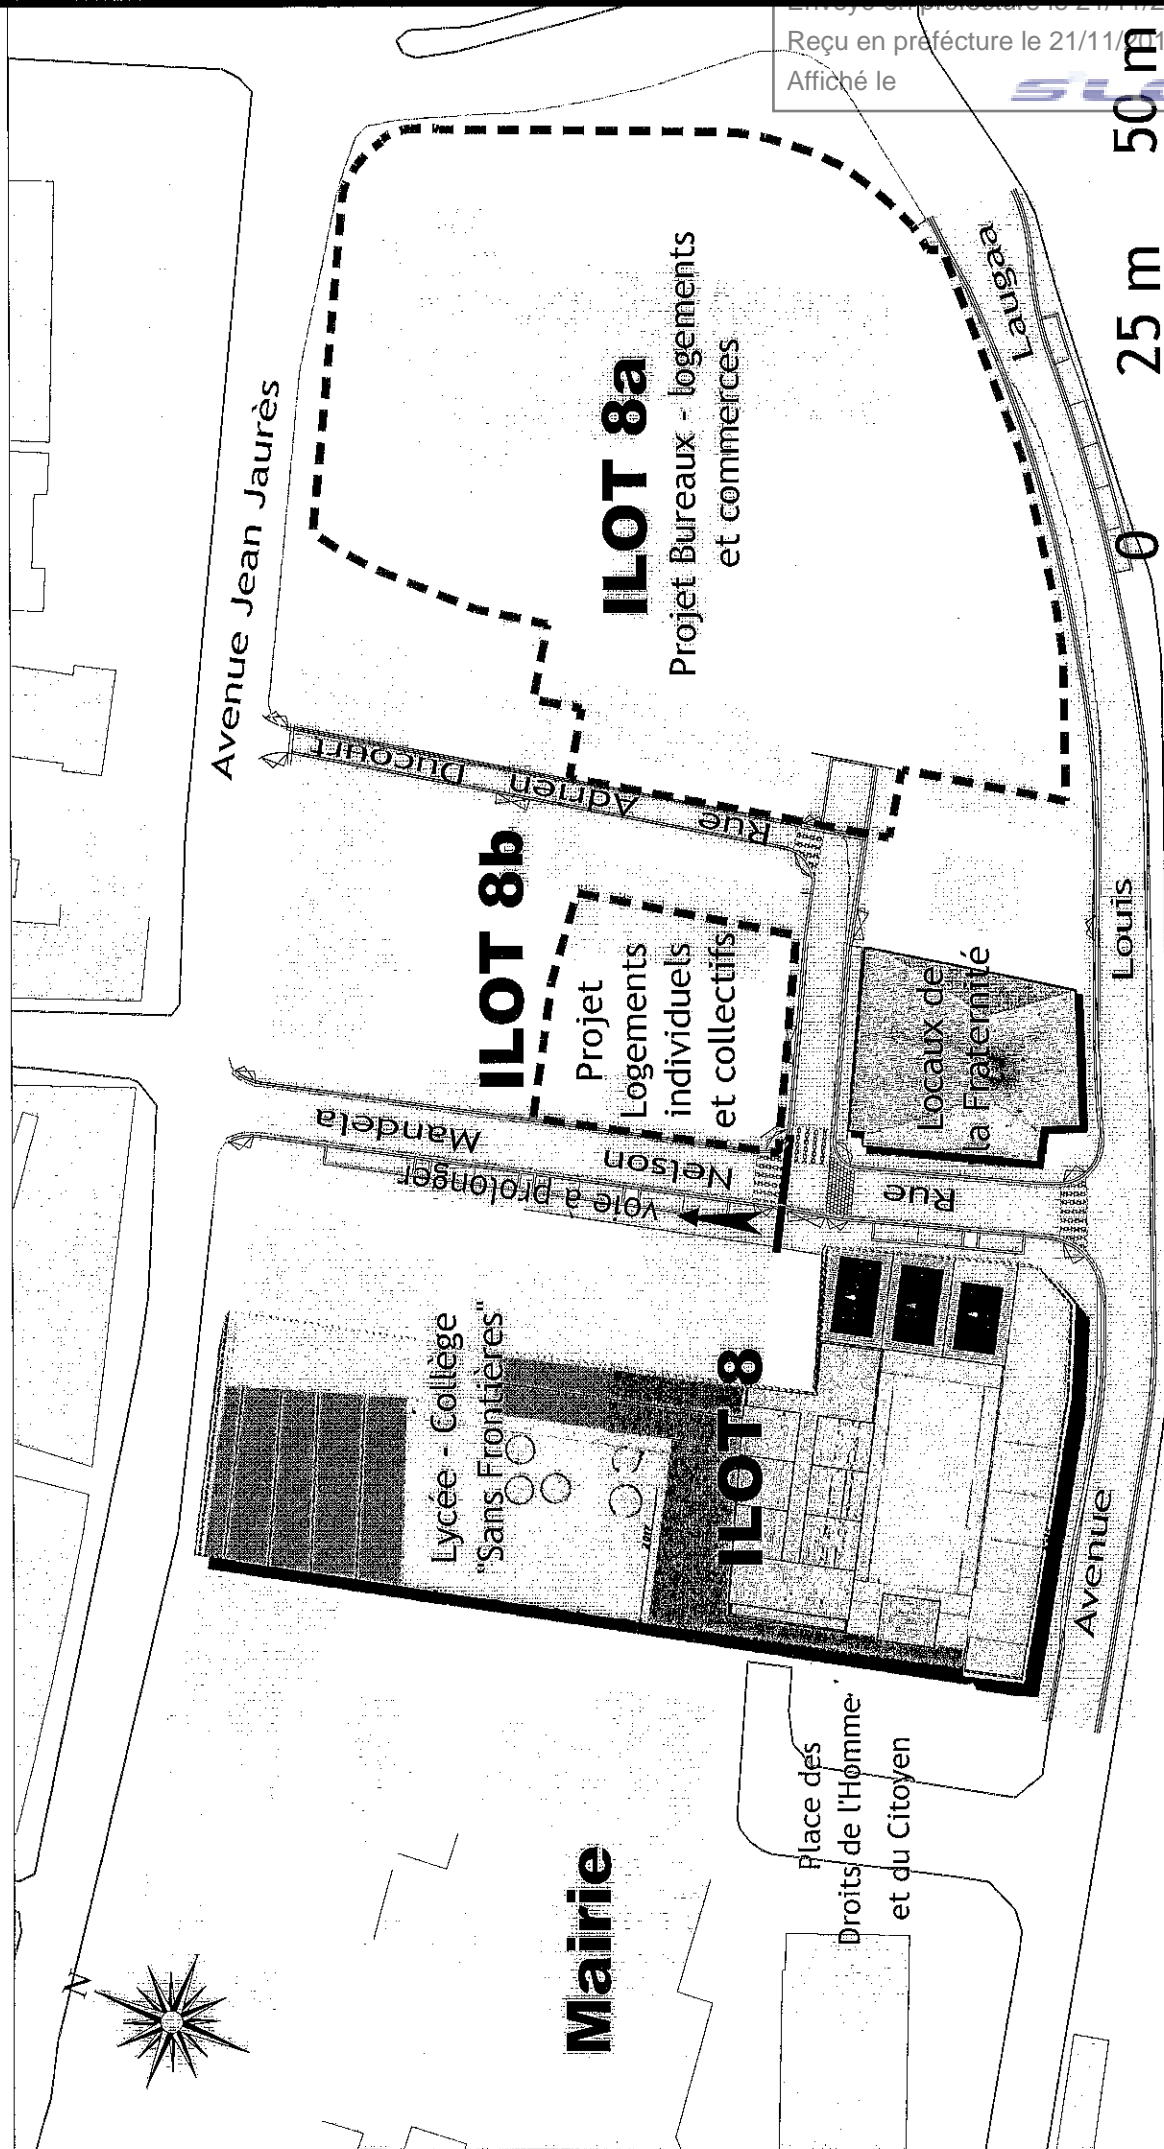 Reçu en préfécture le 21/11/201
Affiché le
Avenue Jean Jaurès
ILOT 8a
Projet Bureaux - logements
et commerces
Rue Adrien Ducourt
ILOT 8b
Projet
Logements
individuels
et collectifs
Locaux de
la Fraternité
Rue Nelson Mandela
voie à prolonger
Lycée - Collège
"Sans Frontières"
ILOT 8
Avenue Louis Laugaa
Place des
Droits de l'Homme
et du Citoyen
Mairie
N
0 25 m 50 m